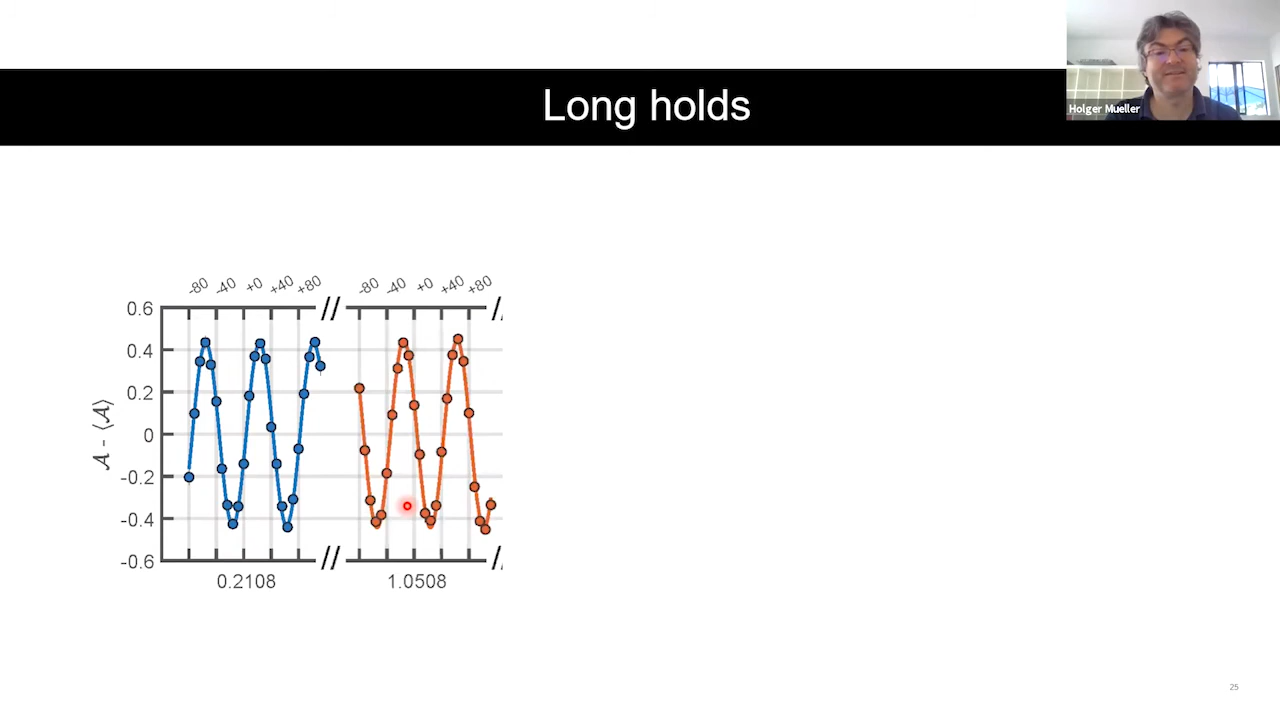 Long holds
Holger Mueller
-80 -40 +0 +40 +80 // -80 -40 +0 +40 +80
0.6
0.4
0.2
0
-0.2
-0.4
-0.6
𝒜 - ⟨𝒜⟩
0.2108 1.0508
25